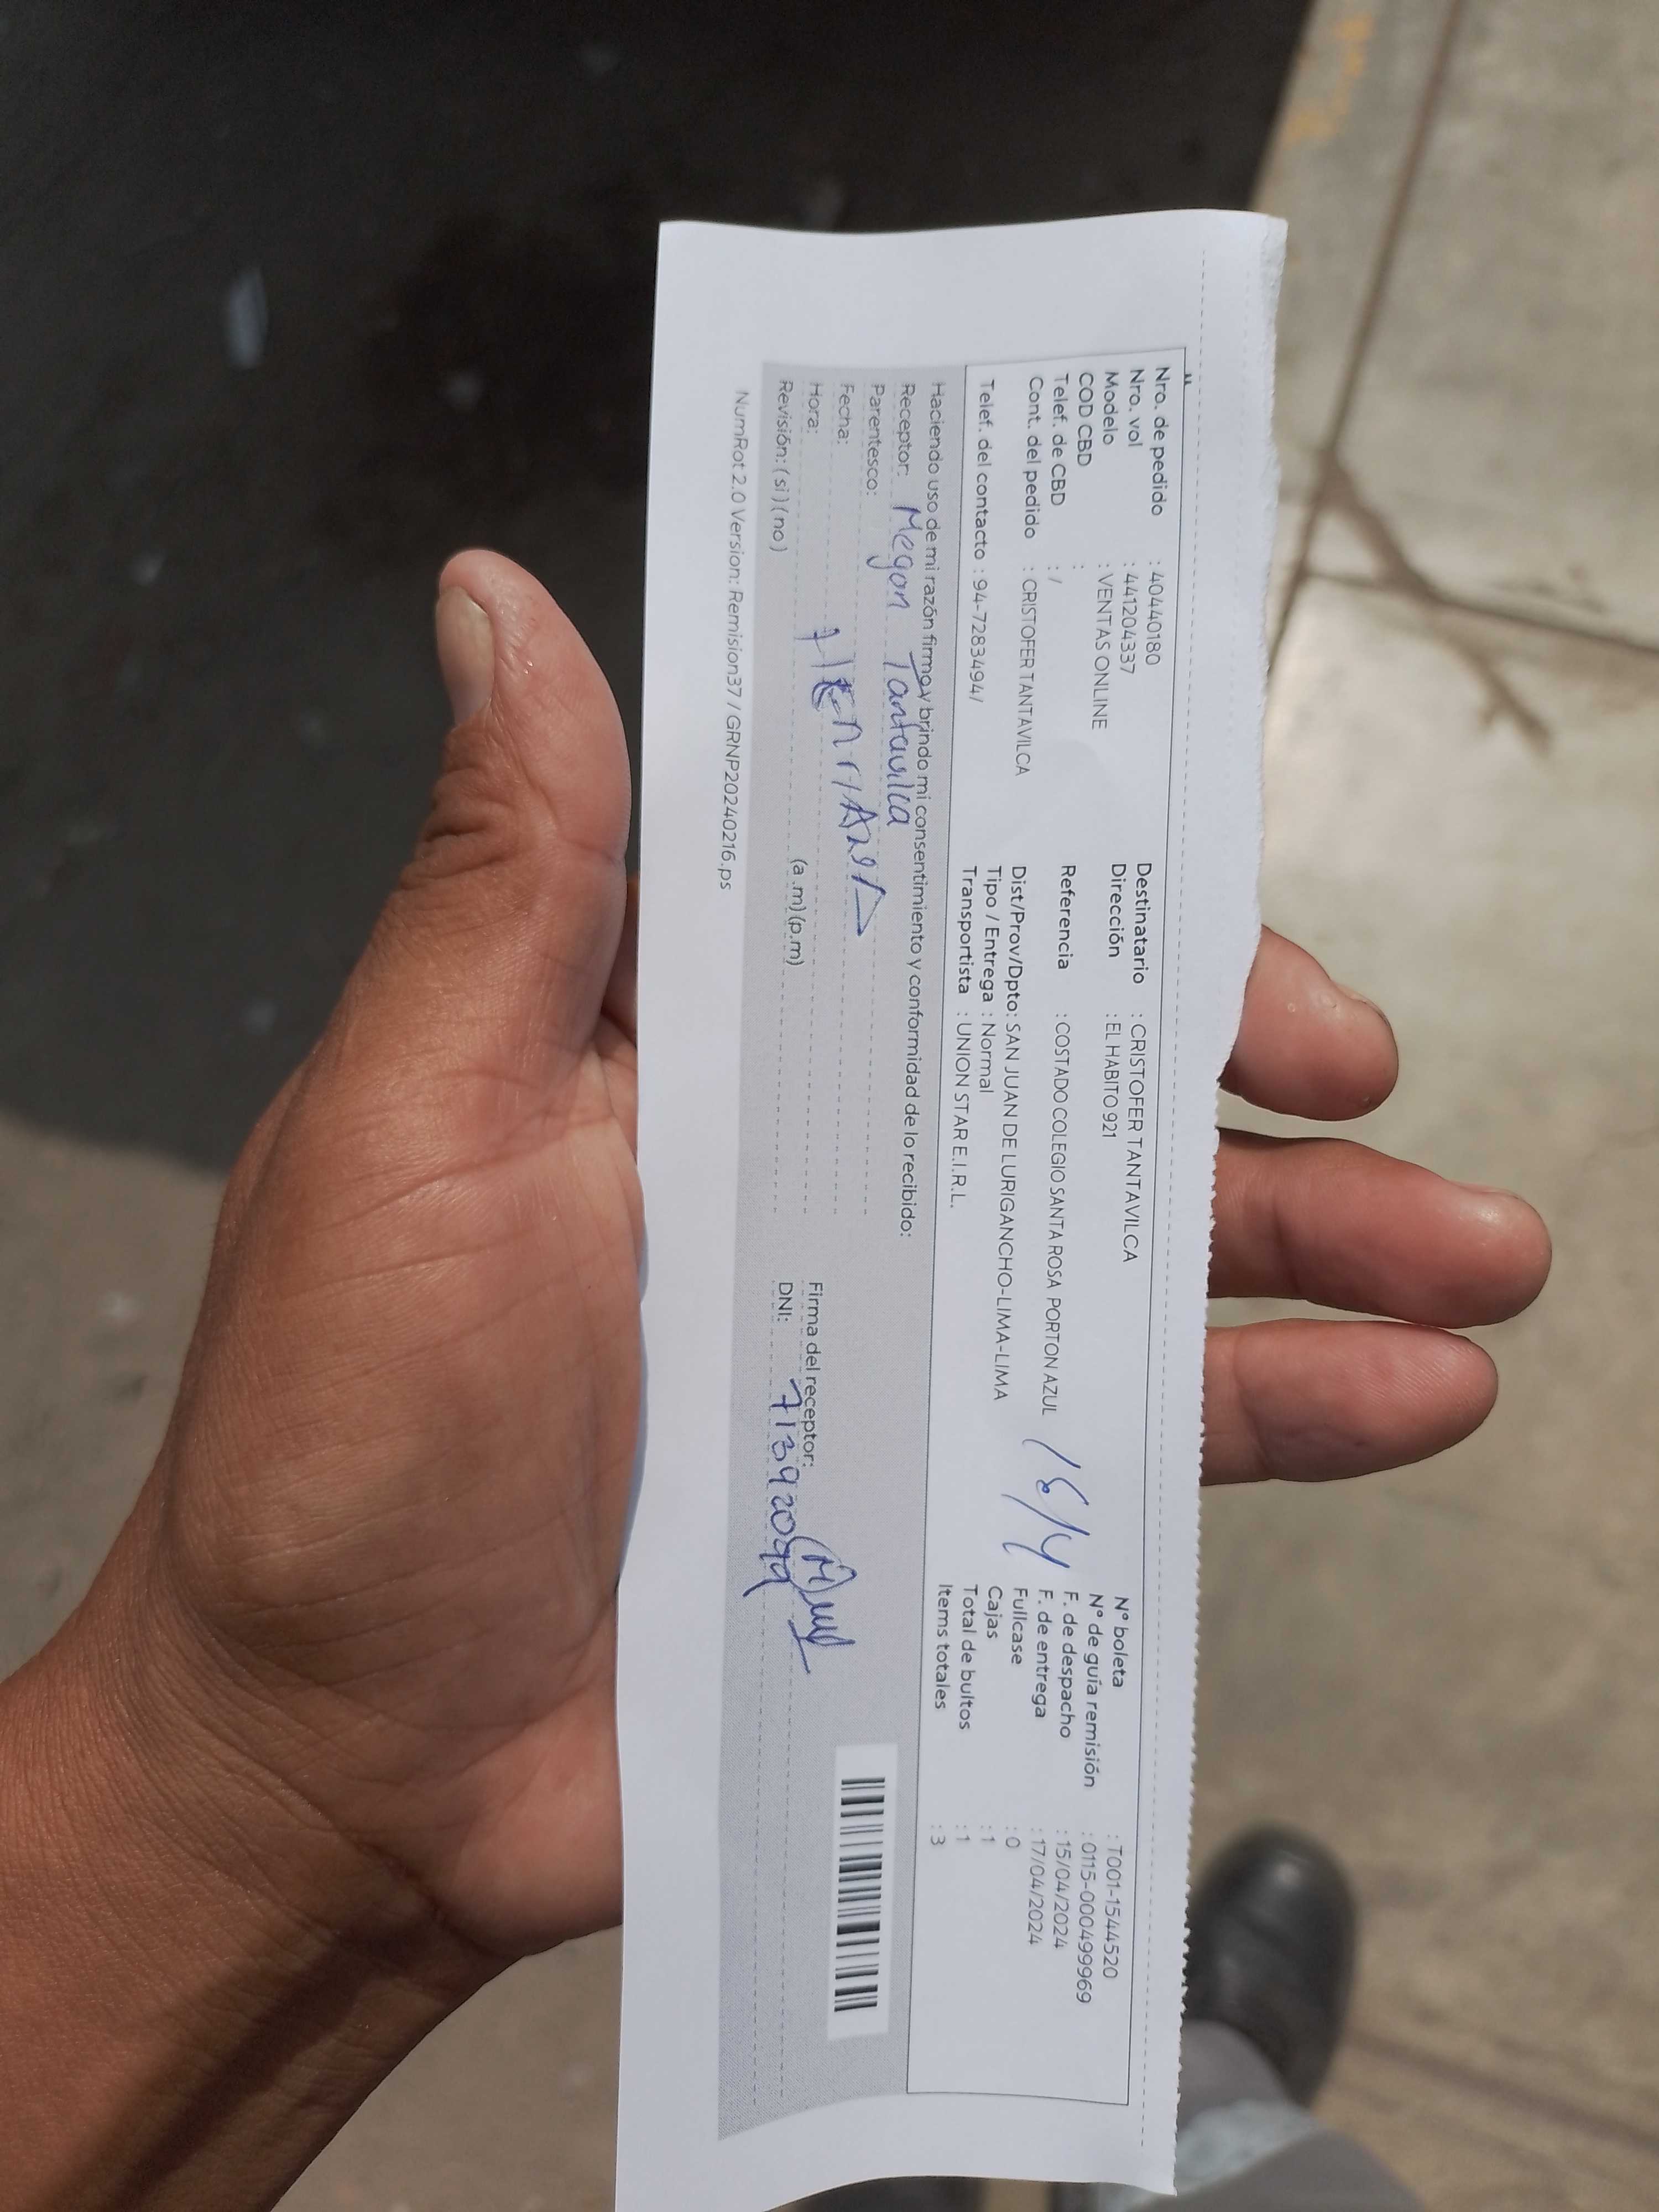 Nro. de pedido : 40440180
Nro. vol : 441204337
Modelo : VENTAS ONLINE
COD CBD :
Telef. de CBD : /
Cont. del pedido : CRISTOFER TANTAVILCA
Telef. del contacto : 94-7283494/
Destinatario : CRISTOFER TANTAVILCA
Dirección : EL HABITO 921
Referencia : COSTADO COLEGIO SANTA ROSA PORTON AZUL
Dist/Prov/Dpto: SAN JUAN DE LURIGANCHO-LIMA-LIMA
Tipo / Entrega : Normal
Transportista : UNION STAR E.I.R.L.
16/4
N° boleta : T001-1544520
N° de guía remisión : 0115-000499969
F. de despacho : 15/04/2024
F. de entrega : 17/04/2024
Fullcase : 0
Cajas : 1
Total de bultos : 1
Items totales : 3
Haciendo uso de mi razón firmo y brindo mi consentimiento y conformidad de lo recibido:
Receptor: Megan Tantavilca
Parentesco:
Fecha:
Hora: (a .m) (p.m)
Revisión: ( si ) ( no )
Firma del receptor:
DNI: 71392099
NumRot 2.0 Version: Remision37 / GRNP20240216.ps